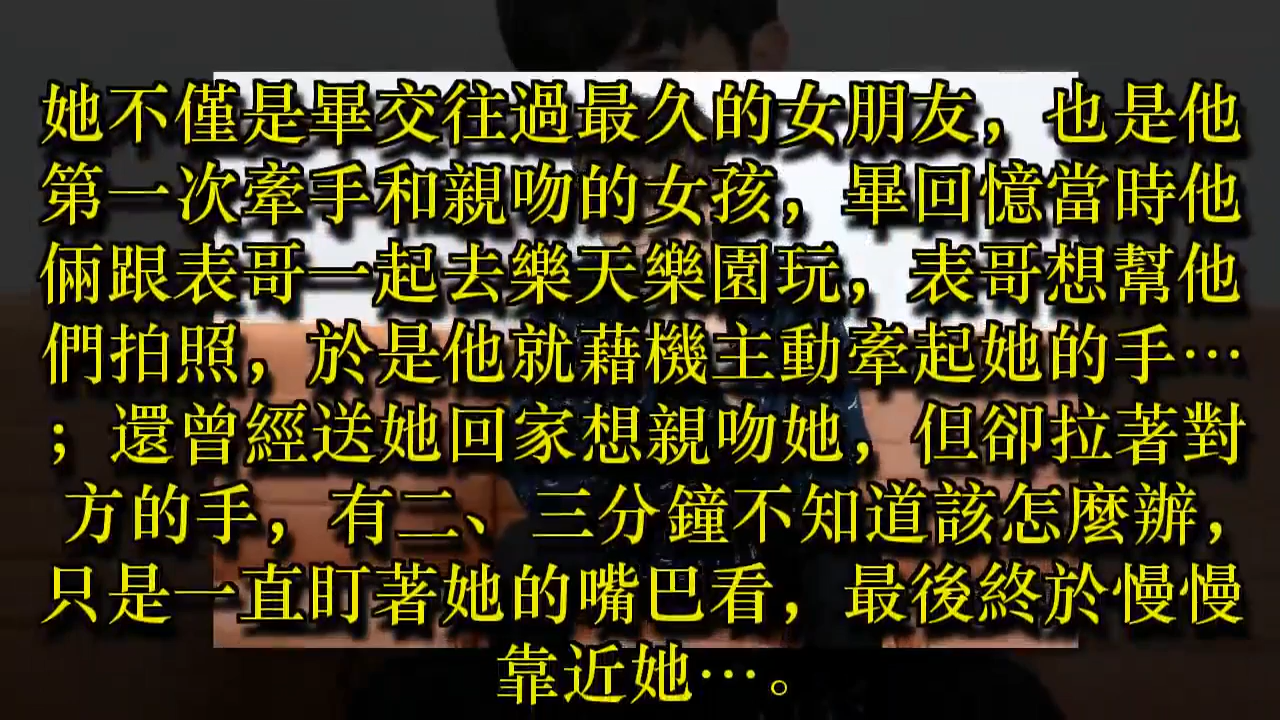 她不僅是畢交往過最久的女朋友，也是他
第一次牽手和親吻的女孩，畢回憶當時他
倆跟表哥一起去樂天樂園玩，表哥想幫他
們拍照，於是他就藉機主動牽起她的手…
；還曾經送她回家想親吻她，但卻拉著對
方的手，有二、三分鐘不知道該怎麼辦，
只是一直盯著她的嘴巴看，最後終於慢慢
靠近她…。